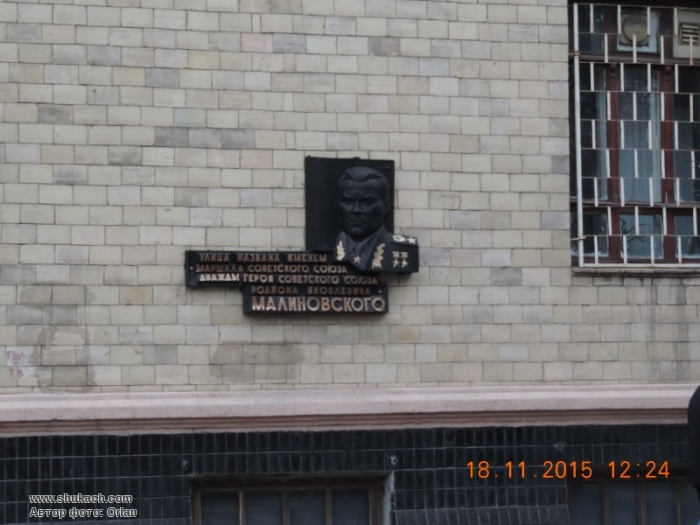 УЛИЦА НАЗВАНА ИМЕНЕМ
МАРШАЛА СОВЕТСКОГО СОЮЗА
ДВАЖДЫ ГЕРОЯ СОВЕТСКОГО СОЮЗА
РОДИОНА ЯКОВЛЕВИЧА
МАЛИНОВСКОГО
18.11.2015 12:24
www.shukach.com
Автор фото: Orlan